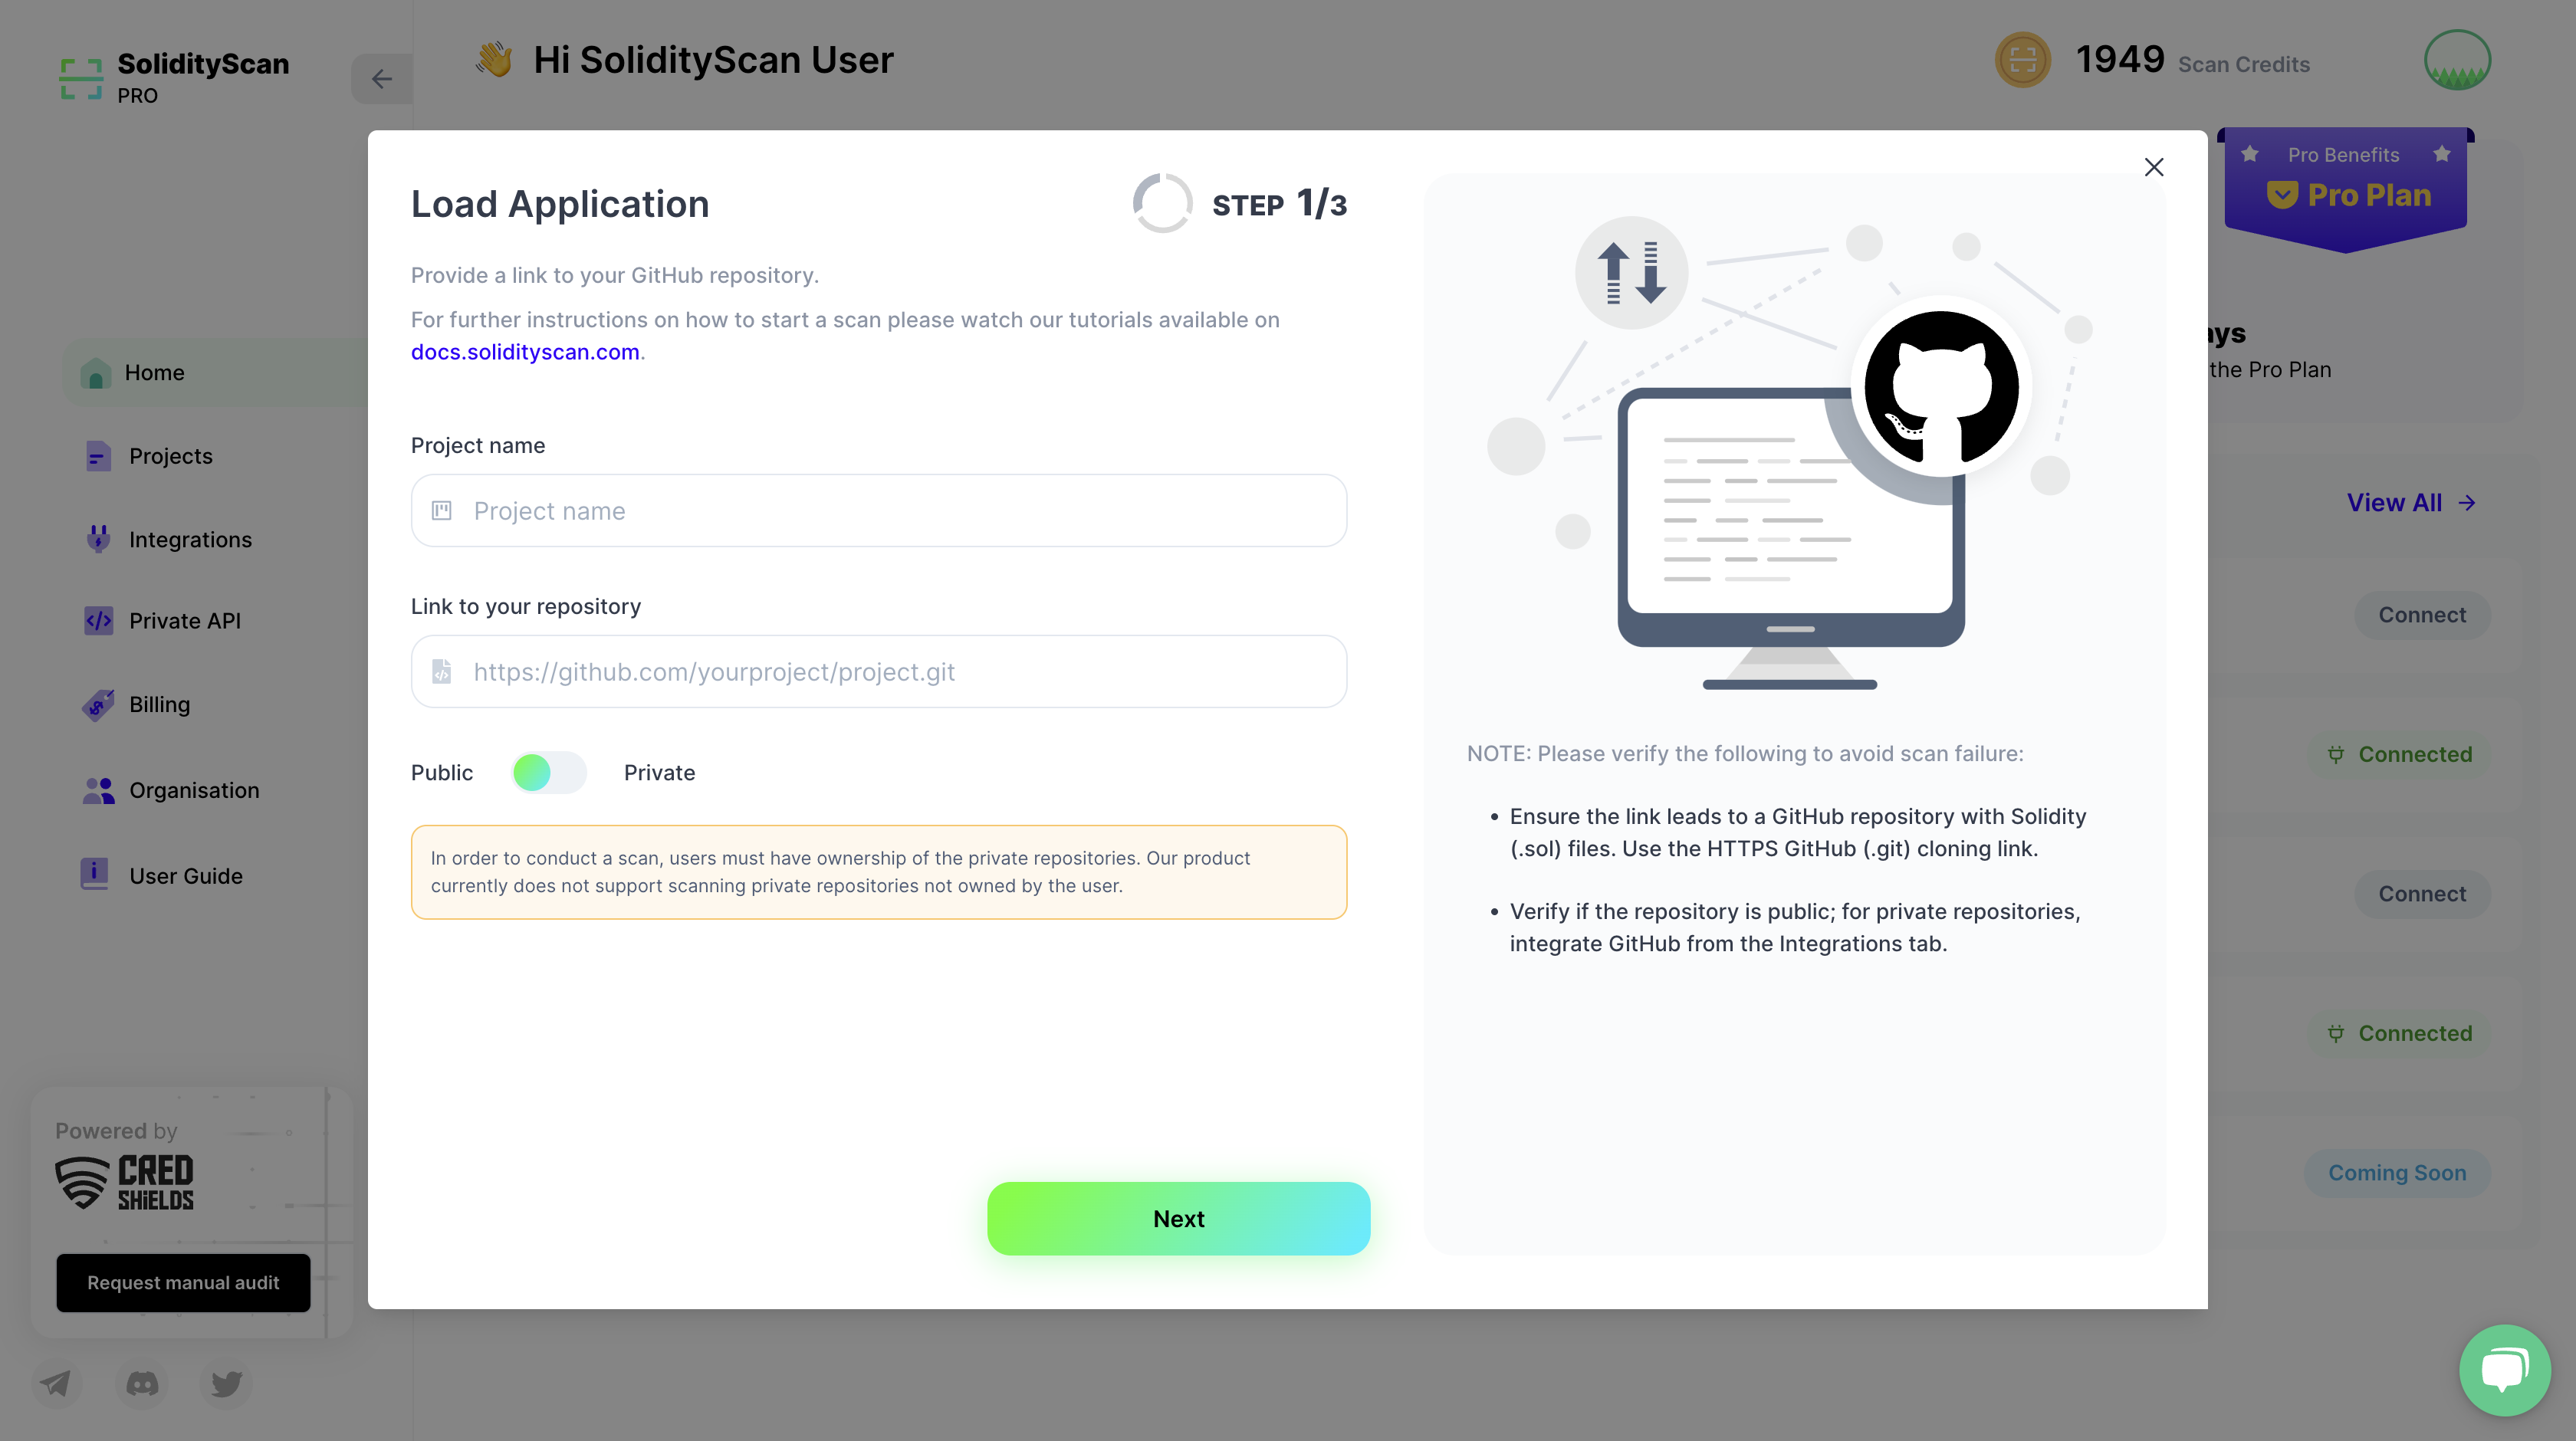 SolidityScan
PRO
👋 Hi SolidityScan User
1949 Scan Credits
Pro Benefits
Pro Plan
Home
Projects
Integrations
Private API
Billing
Organisation
User Guide
Powered by
CRED
SHiELDS
Request manual audit
Load Application
STEP 1/3
Provide a link to your GitHub repository.
For further instructions on how to start a scan please watch our tutorials available on
docs.solidityscan.com.
Project name
Project name
Link to your repository
https://github.com/yourproject/project.git
Public
Private
In order to conduct a scan, users must have ownership of the private repositories. Our product
currently does not support scanning private repositories not owned by the user.
Next
NOTE: Please verify the following to avoid scan failure:
• Ensure the link leads to a GitHub repository with Solidity
(.sol) files. Use the HTTPS GitHub (.git) cloning link.
• Verify if the repository is public; for private repositories,
integrate GitHub from the Integrations tab.
the Pro Plan
View All →
Connect
Connected
Connect
Connected
Coming Soon